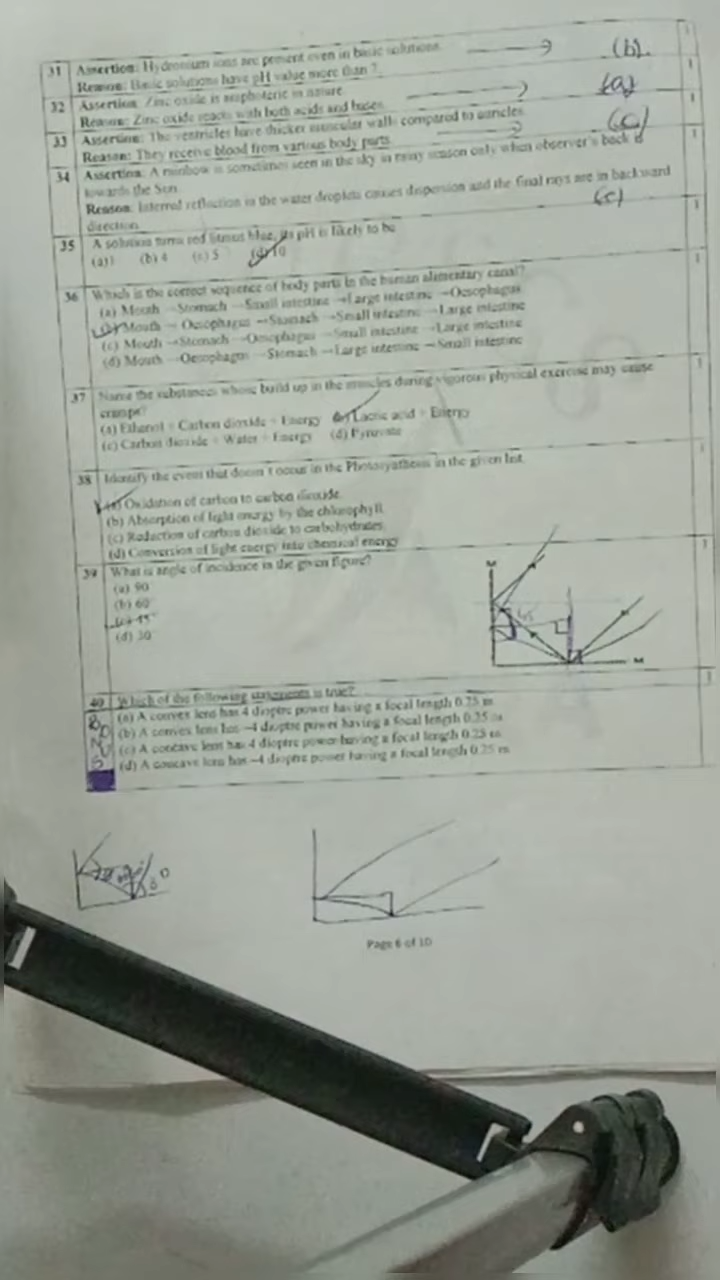 31 Assertion: Hydronium ions are present even in basic solutions. (b).
Reason: Basic solutions have pH value more than 7
32 Assertion: Zinc oxide is amphoteric in nature. (a)
Reason: Zinc oxide reacts with both acids and bases.
33 Assertion: The ventricles have thicker muscular walls compared to auricles. (c)
Reason: They receive blood from various body parts.
34 Assertion: A rainbow is sometimes seen in the sky in rainy season only when observer's back is
towards the Sun.
Reason: Internal reflection in the water droplets causes dispersion and the final rays are in backward
direction. (c)
35 A solution turns red litmus blue, its pH is likely to be
(a)1 (b) 4 (c) 5 (d) 10
36 Which is the correct sequence of body parts in the human alimentary canal?
(a) Mouth →Stomach →Small intestine →Large intestine →Oesophagus
(b) Mouth → Oesophagus →Stomach →Small intestine →Large intestine
(c) Mouth →Stomach →Oesophagus →Small intestine →Large intestine
(d) Mouth →Oesophagus →Stomach →Large intestine →Small intestine
37 Name the substances whose build up in the muscles during vigorous physical exercise may cause
cramps?
(a) Ethanol + Carbon dioxide + Energy (b) Lactic acid + Energy
(c) Carbon dioxide + Water + Energy (d) Pyruvate
38 Identify the event that doesn't occur in the Photosynthesis in the given list.
(a) Oxidation of carbon to carbon dioxide.
(b) Absorption of light energy by the chlorophyll.
(c) Reduction of carbon dioxide to carbohydrates.
(d) Conversion of light energy into chemical energy
39 What is angle of incidence in the given figure?
(a) 90
(b) 60
(c) 45
(d) 30
M
45
M
40 Which of the following statements is true?
(a) A convex lens has 4 dioptre power having a focal length 0.25 m
(b) A convex lens has –4 dioptre power having a focal length 0.25 m
(c) A concave lens has 4 dioptre power having a focal length 0.25 m
(d) A concave lens has –4 dioptre power having a focal length 0.25 m
Page 6 of 10